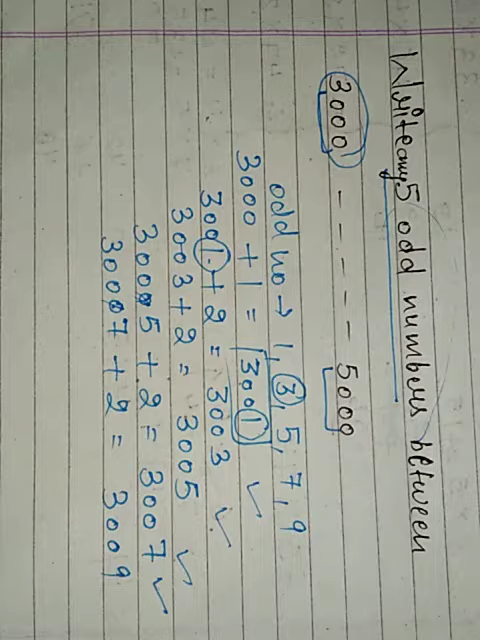 Write any 5 odd numbers between
3000 - - - - - - 5000
odd no → 1, 3, 5, 7, 9
3000 + 1 = 3001 ✓
3001 + 2 = 3003 ✓
3003 + 2 = 3005 ✓
3005 + 2 = 3007 ✓
3007 + 2 = 3009